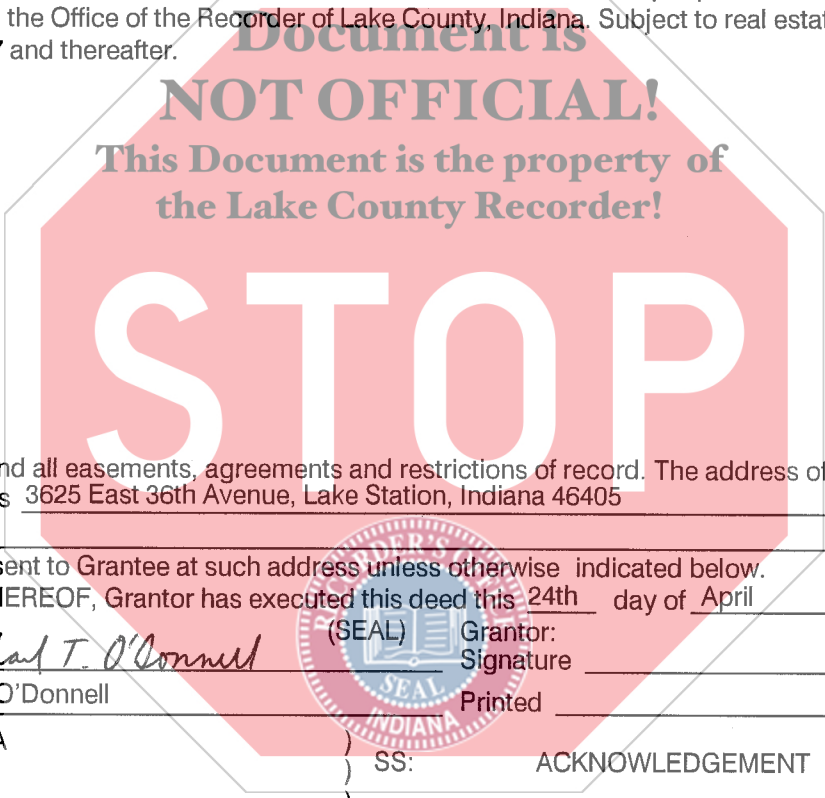 the Office of the Recorder of Lake County, Indiana. Subject to real estat
and thereafter.
Document is
NOT OFFICIAL!
This Document is the property of
the Lake County Recorder!
STOP
nd all easements, agreements and restrictions of record. The address of
s 3625 East 36th Avenue, Lake Station, Indiana 46405
sent to Grantee at such address unless otherwise indicated below.
EREOF, Grantor has executed this deed this 24th day of April
RECORDER'S OFFICE
SEAL
INDIANA
(SEAL) Grantor:
T. O'Donnell Signature
O'Donnell Printed
A )
) SS: ACKNOWLEDGEMENT
)